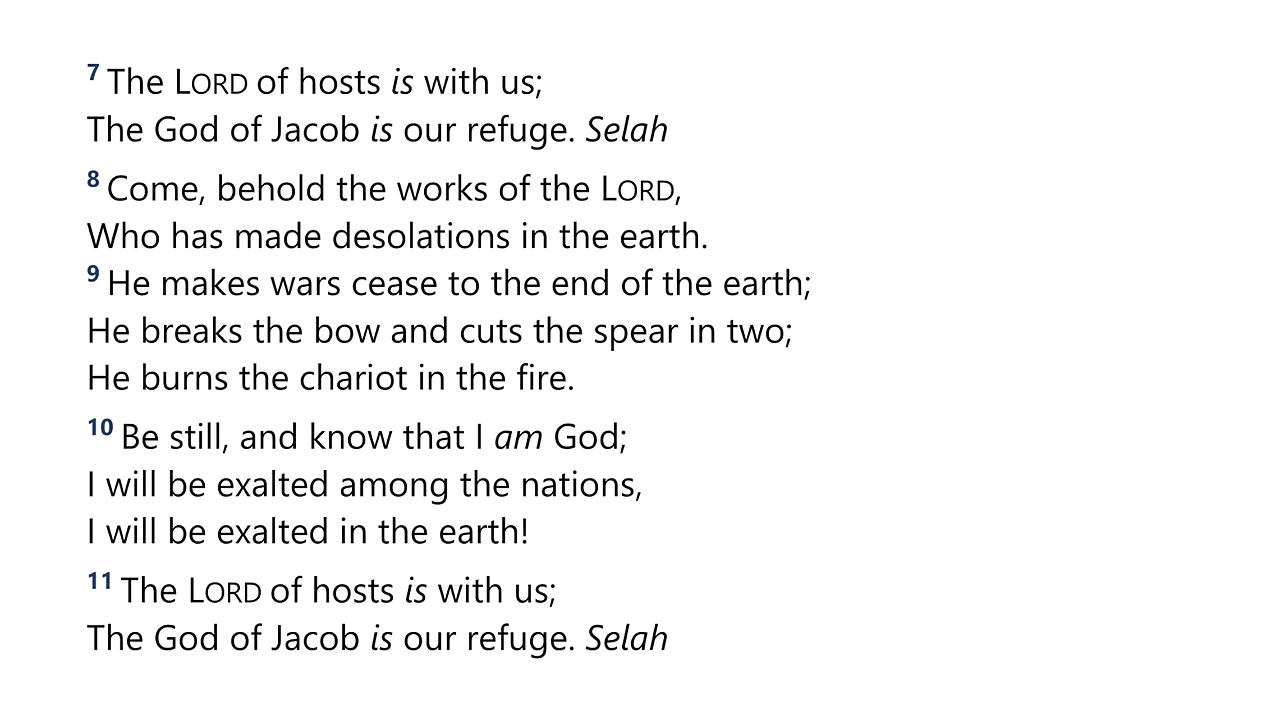 7 The LORD of hosts is with us;
The God of Jacob is our refuge. Selah
8 Come, behold the works of the LORD,
Who has made desolations in the earth.
9 He makes wars cease to the end of the earth;
He breaks the bow and cuts the spear in two;
He burns the chariot in the fire.
10 Be still, and know that I am God;
I will be exalted among the nations,
I will be exalted in the earth!
11 The LORD of hosts is with us;
The God of Jacob is our refuge. Selah